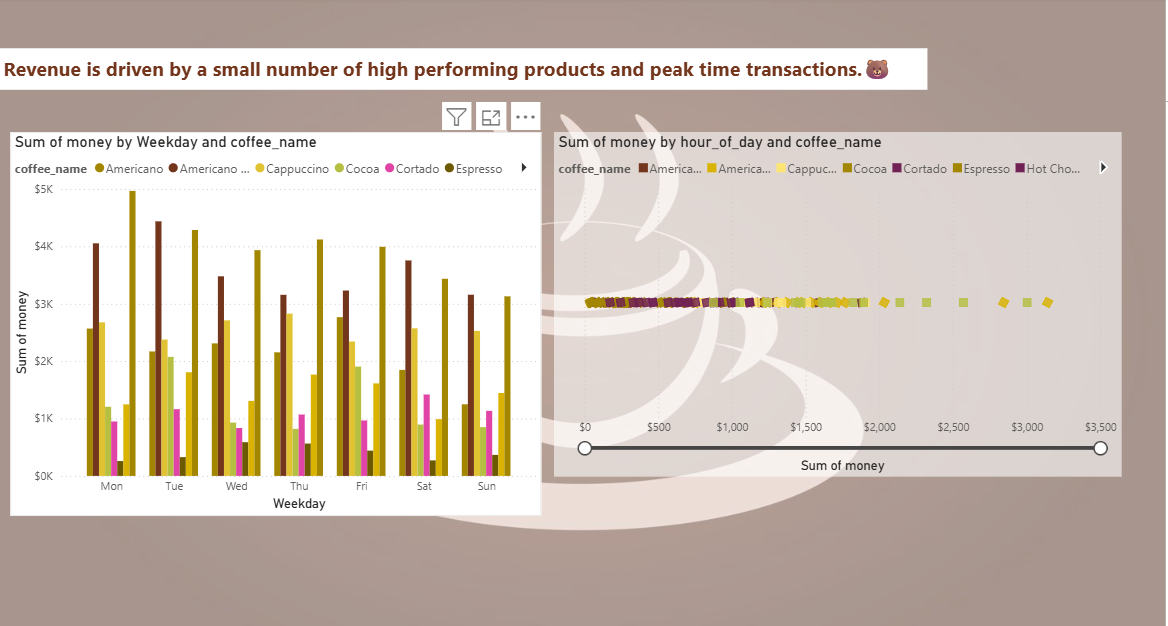 Revenue is driven by a small number of high performing products and peak time transactions.🐻
Sum of money by Weekday and coffee_name
coffee_name Americano Americano ... Cappuccino Cocoa Cortado Espresso
$5K
$4K
$3K
$2K
$1K
$0K
Sum of money
Mon Tue Wed Thu Fri Sat Sun
Weekday
Sum of money by hour_of_day and coffee_name
coffee_name America... America... Cappuc... Cocoa Cortado Espresso Hot Cho...
$0 $500 $1,000 $1,500 $2,000 $2,500 $3,000 $3,500
Sum of money